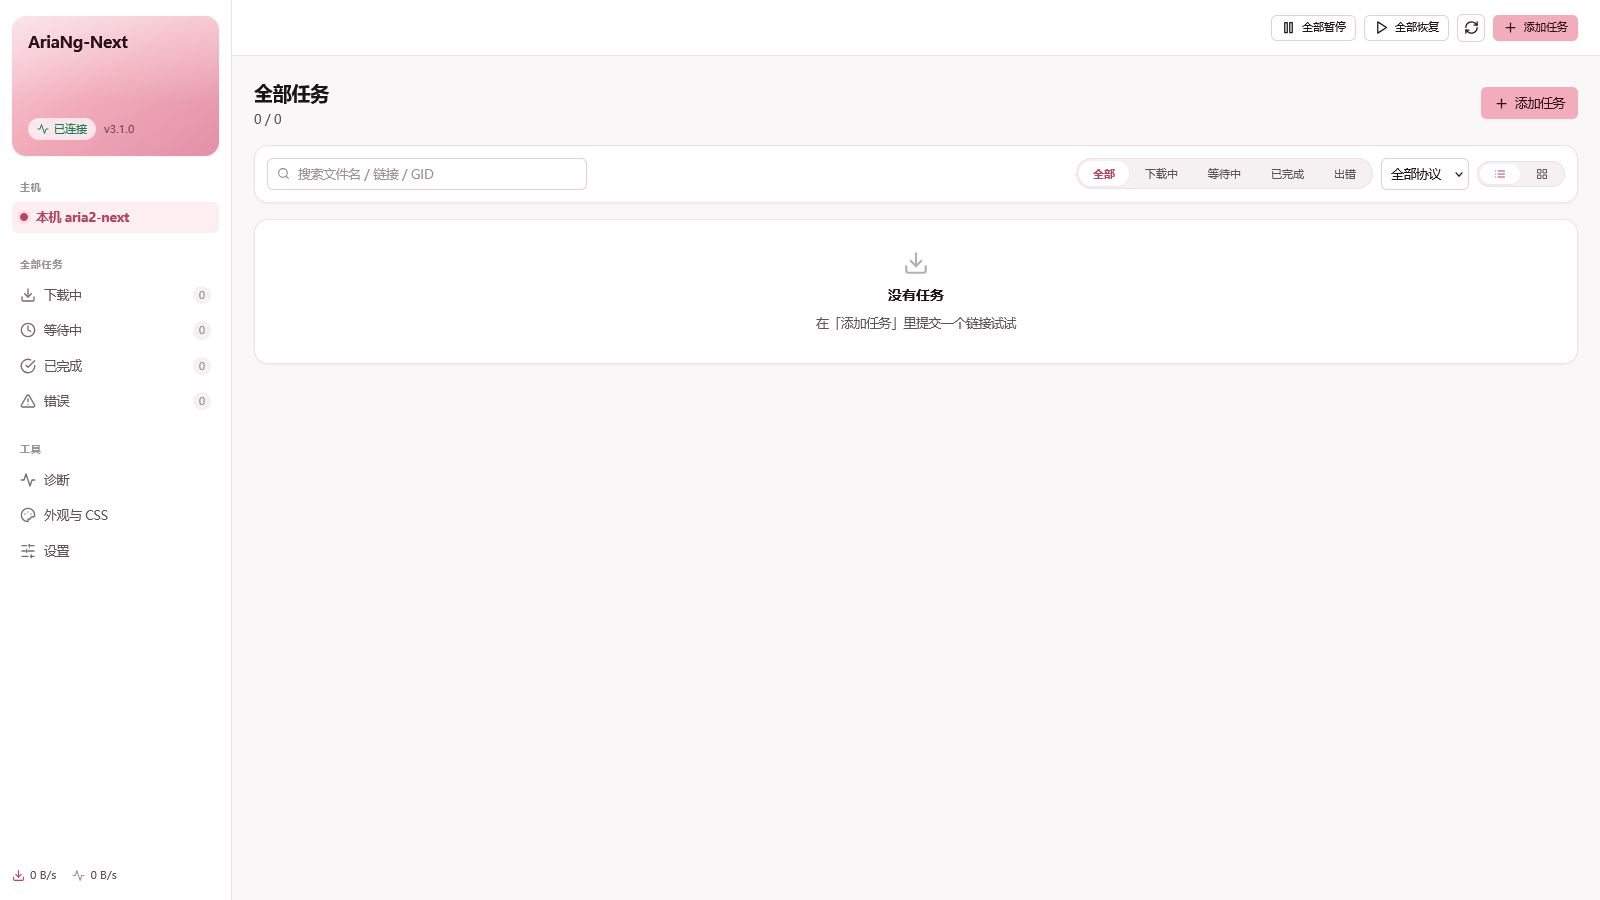 AriaNg-Next
已连接 v3.1.0
主机
本机 aria2-next
全部任务
下载中 0
等待中 0
已完成 0
错误 0
工具
诊断
外观与 CSS
设置
0 B/s 0 B/s
全部暂停 全部恢复 添加任务
全部任务
0 / 0
添加任务
搜索文件名 / 链接 / GID
全部 下载中 等待中 已完成 出错 全部协议
没有任务
在「添加任务」里提交一个链接试试